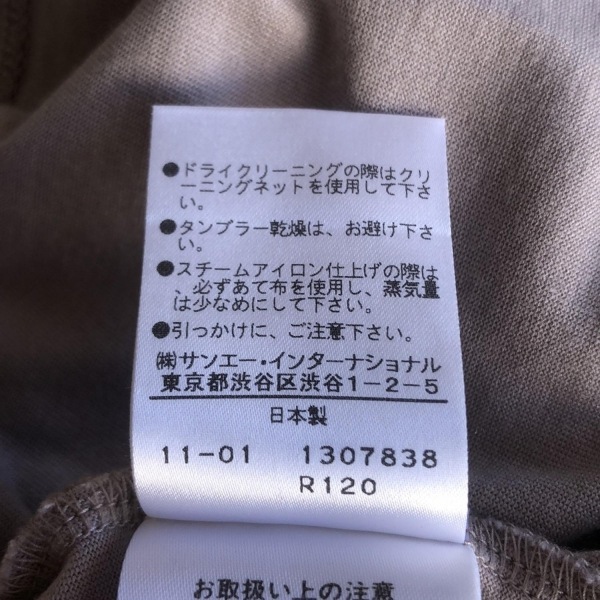 ●ドライクリーニングの際はクリ
ーニングネットを使用して下さ
い。
●タンブラー乾燥は、お避け下さ
い。
●スチームアイロン仕上げの際は
、必ずあて布を使用し、蒸気量
は少なめにして下さい。
●引っかけに、ご注意下さい。
㈱サンエー・インターナショナル
東京都渋谷区渋谷1-2-5
日本製
11-01 1307838
R120
お取扱い上の注意